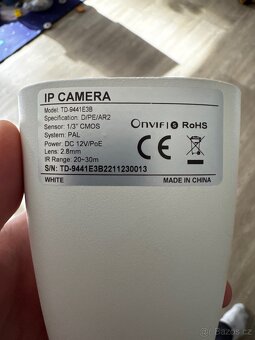 IP CAMERA
Model: TD-9441E3B
Specification: D/PE/AR2
Sensor: 1/3" CMOS
System: PAL
Power: DC 12V/PoE
Lens: 2.8mm
IR Range: 20~30m
S/N: TD-9441E3B2211230013
WHITE
MADE IN CHINA
Onvif | S RoHS
CE
sbazos.cz